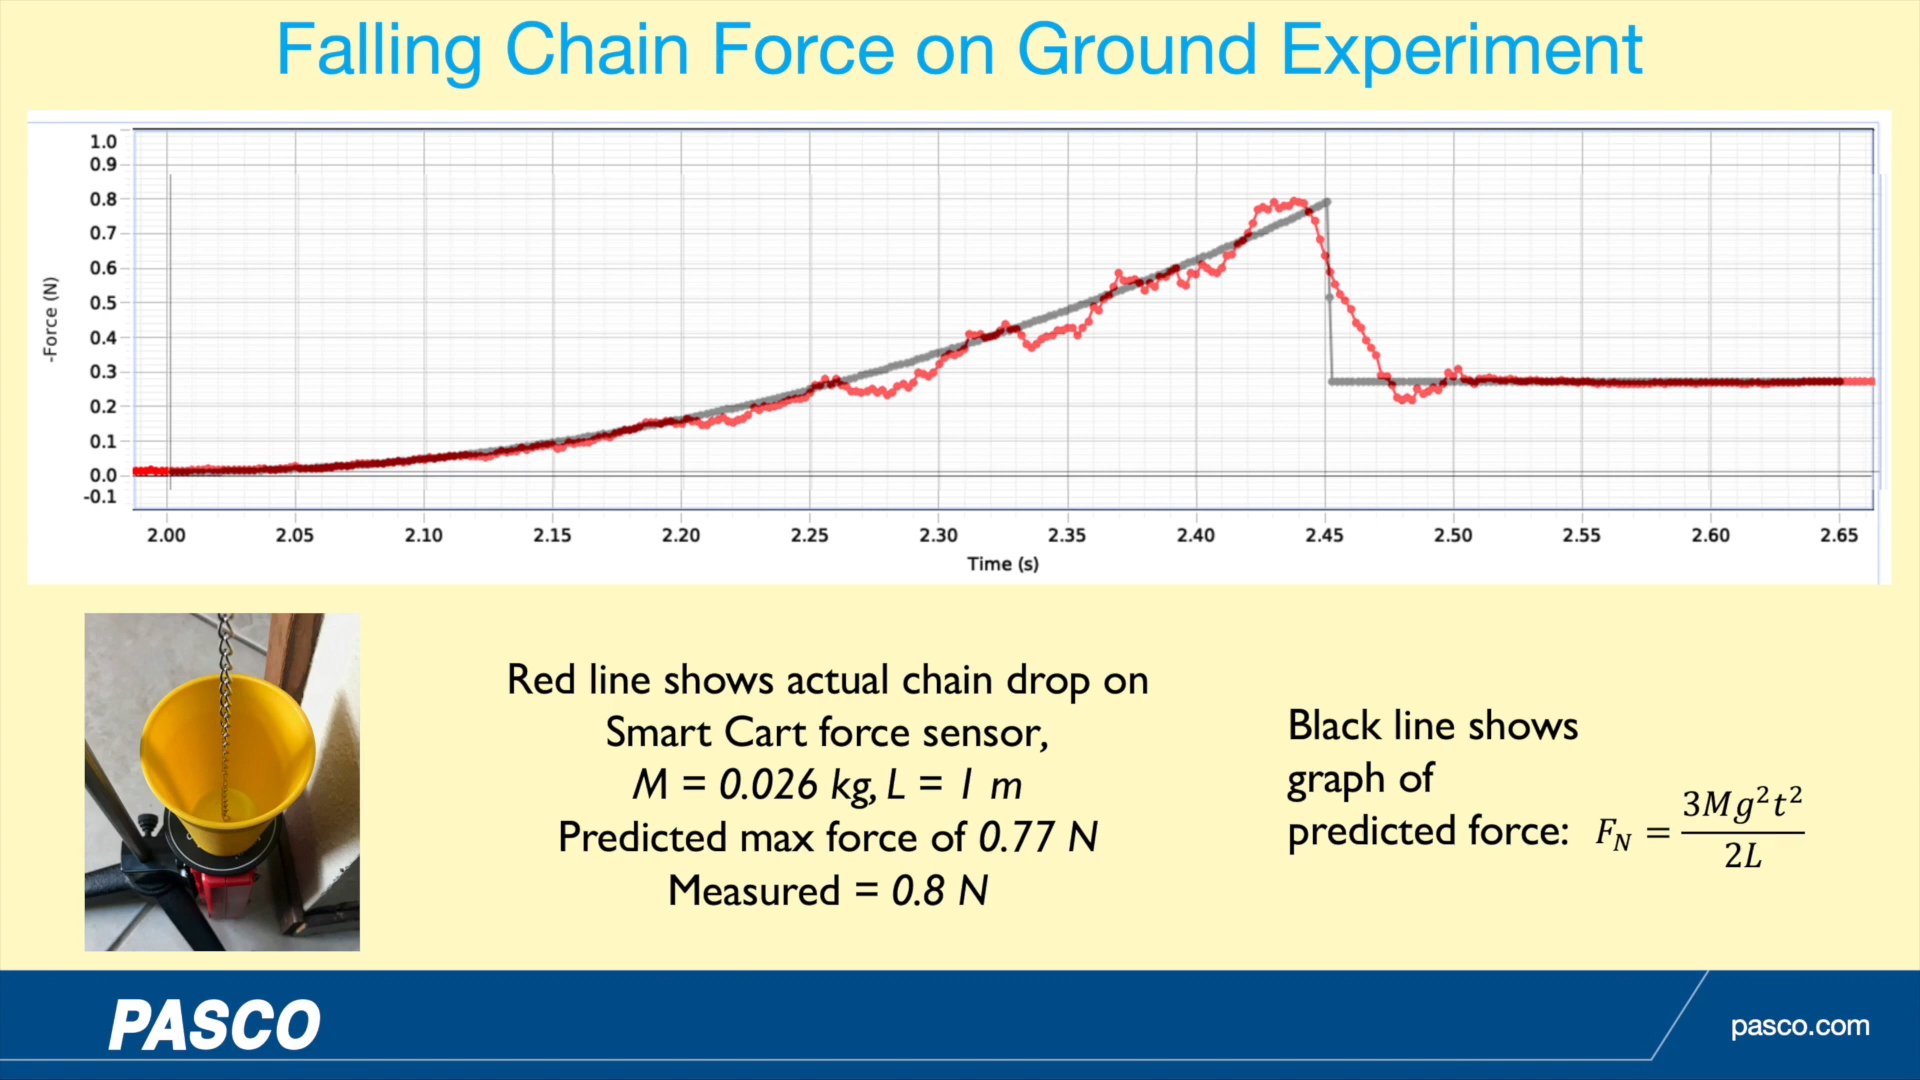 Falling Chain Force on Ground Experiment
1.0
0.9
0.8
0.7
0.6
0.5
0.4
0.3
0.2
0.1
0.0
-0.1
-Force (N)
2.00 2.05 2.10 2.15 2.20 2.25 2.30 2.35 2.40 2.45 2.50 2.55 2.60 2.65
Time (s)
Red line shows actual chain drop on
Smart Cart force sensor,
M = 0.026 kg, L = 1 m
Predicted max force of 0.77 N
Measured = 0.8 N
Black line shows
graph of
predicted force: F_N = 3Mg²t² / 2L
PASCO
pasco.com